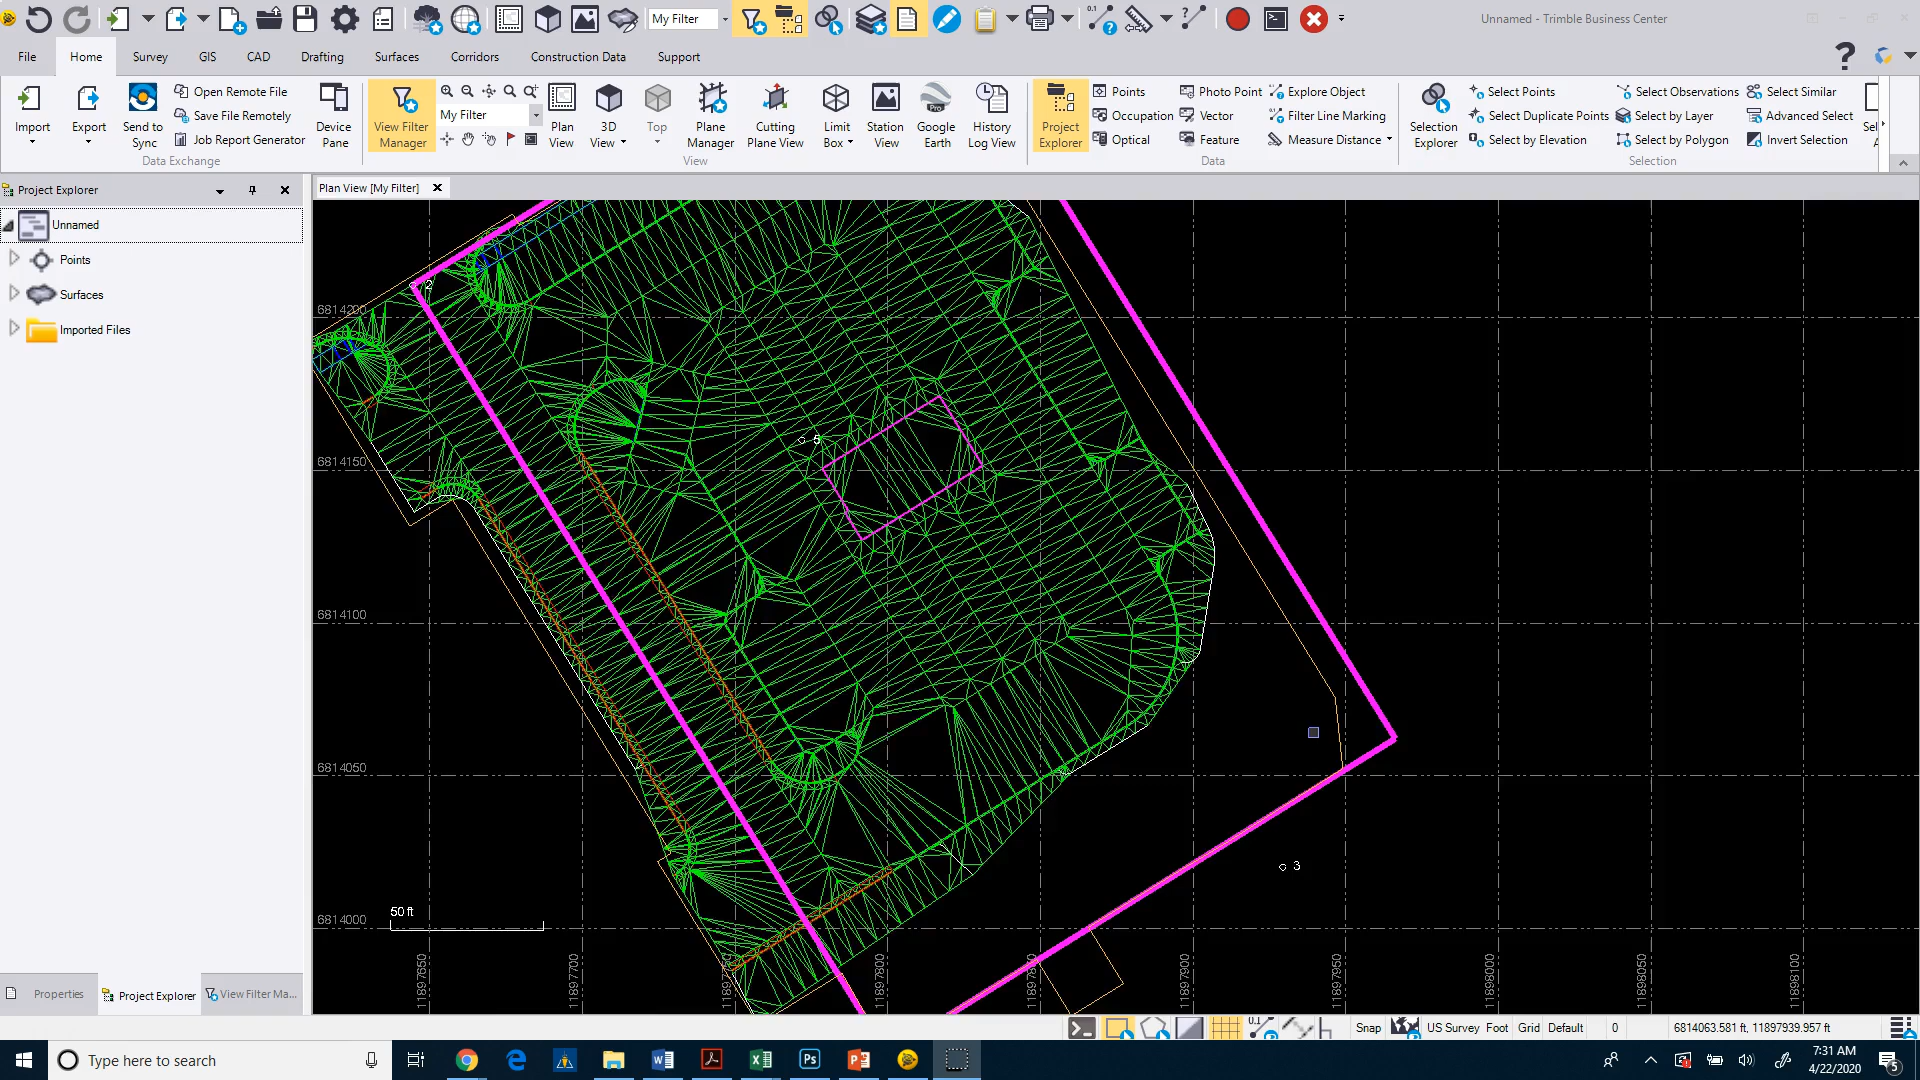 My Filter
Unnamed - Trimble Business Center
File Home Survey GIS CAD Drafting Surfaces Corridors Construction Data Support
Import
Export
Send to Sync
Open Remote File
Save File Remotely
Job Report Generator
Device Pane
Data Exchange
View Filter Manager
My Filter
Plan View
3D View
Top
Plane Manager
Cutting Plane View
Limit Box
Station View
Google Earth
History Log View
View
Project Explorer
Points
Occupation
Optical
Photo Point
Vector
Feature
Explore Object
Filter Line Marking
Measure Distance
Data
Selection Explorer
Select Points
Select Duplicate Points
Select by Elevation
Select Observations
Select by Layer
Select by Polygon
Select Similar
Advanced Select
Invert Selection
Selection
Project Explorer
Plan View [My Filter]
Unnamed
Points
Surfaces
Imported Files
2
6814200
5
6814150
6814100
6814050
3
50 ft
6814000
11897650
11897700
11897800
11897900
11897950
11898000
11898050
11898100
Properties
Project Explorer
View Filter Ma...
Snap
US Survey Foot
Grid
Default
0
6814063.581 ft, 11897939.957 ft
Type here to search
7:31 AM
4/22/2020
5